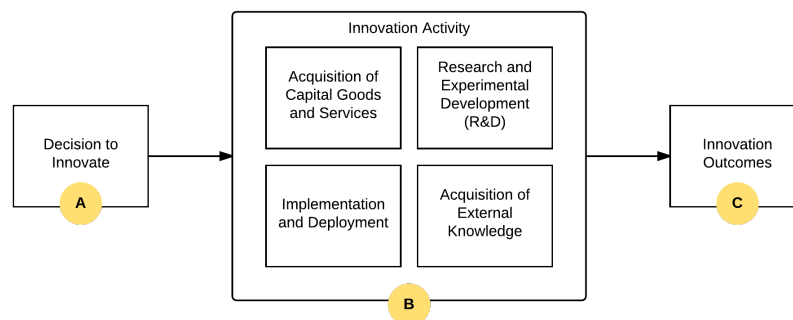 Innovation Activity
Acquisition of
Capital Goods
and Services
Research and
Experimental
Development
(R&D)
Decision to
Innovate
A
Implementation
and Deployment
Acquisition of
External
Knowledge
B
Innovation
Outcomes
C